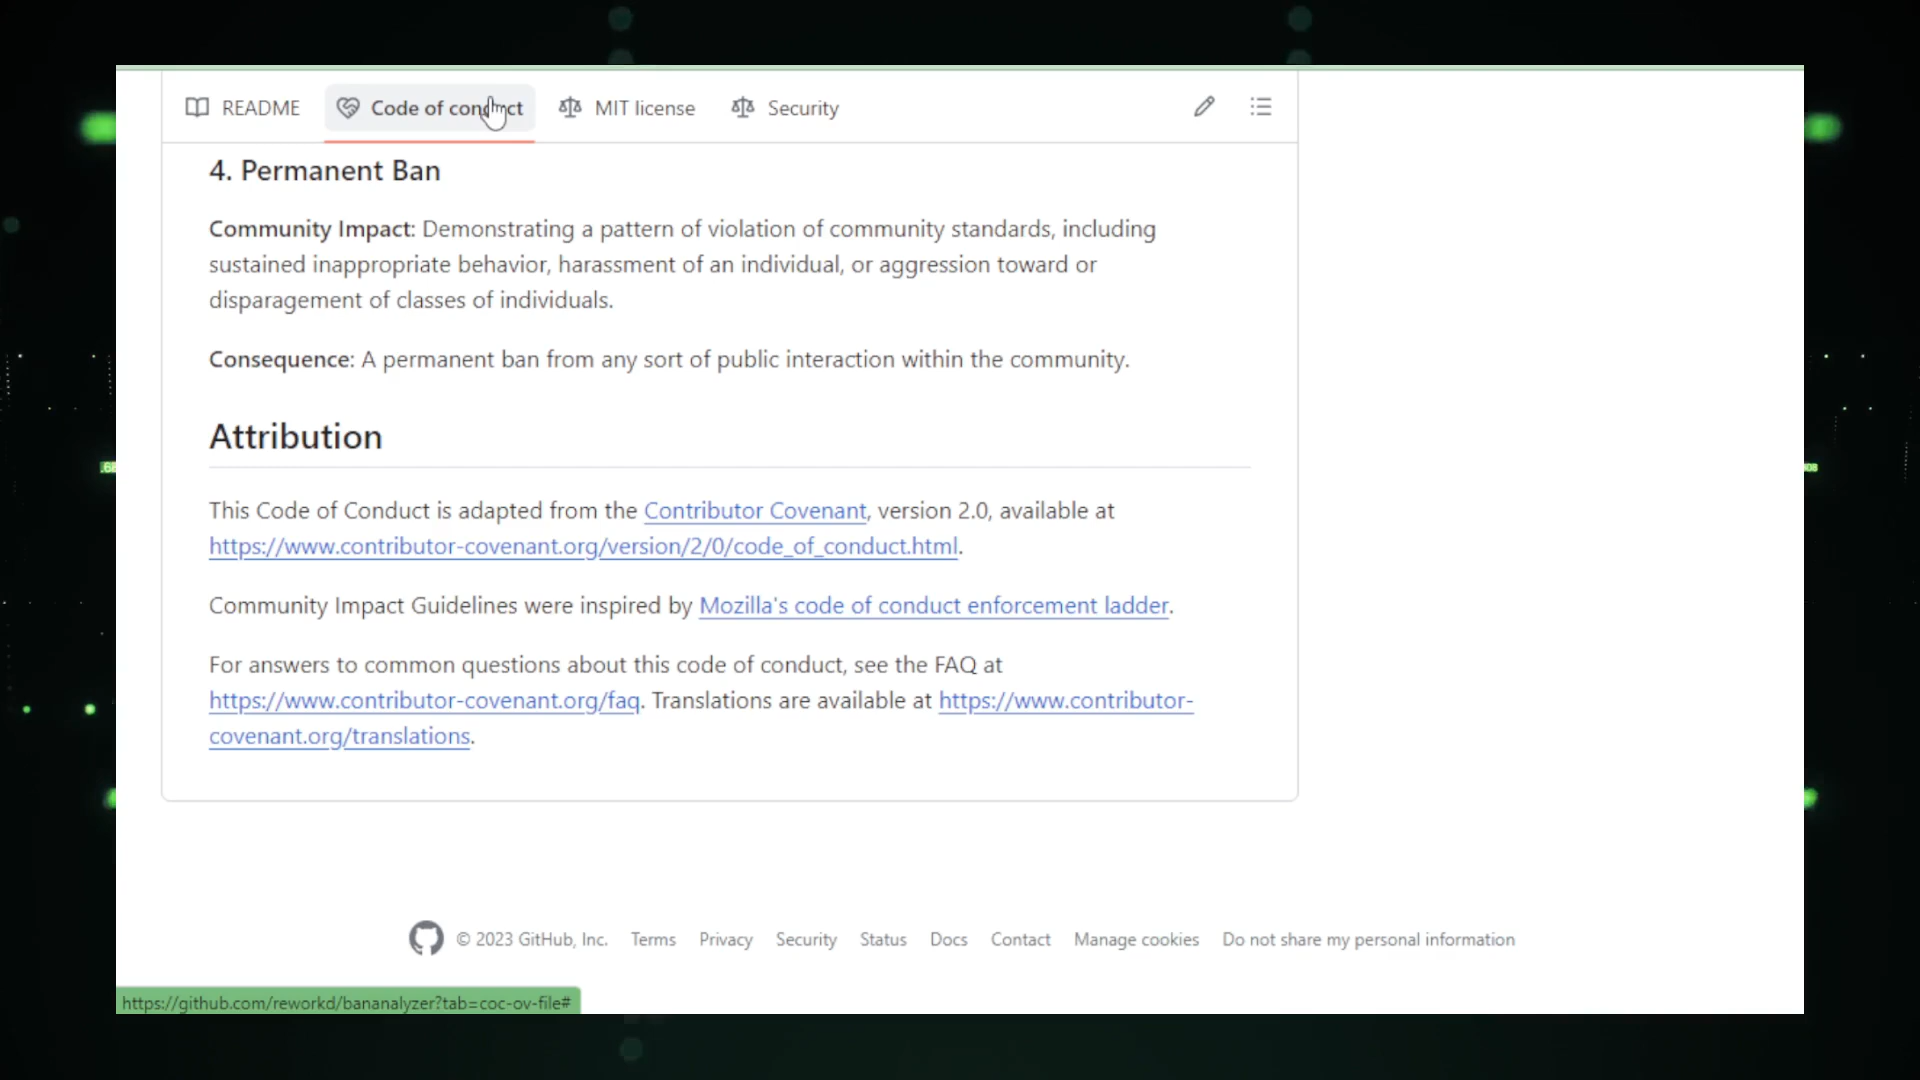 README Code of conduct MIT license Security
4. Permanent Ban
Community Impact: Demonstrating a pattern of violation of community standards, including
sustained inappropriate behavior, harassment of an individual, or aggression toward or
disparagement of classes of individuals.
Consequence: A permanent ban from any sort of public interaction within the community.
Attribution
This Code of Conduct is adapted from the Contributor Covenant, version 2.0, available at
https://www.contributor-covenant.org/version/2/0/code_of_conduct.html.
Community Impact Guidelines were inspired by Mozilla's code of conduct enforcement ladder.
For answers to common questions about this code of conduct, see the FAQ at
https://www.contributor-covenant.org/faq. Translations are available at https://www.contributor-
covenant.org/translations.
© 2023 GitHub, Inc. Terms Privacy Security Status Docs Contact Manage cookies Do not share my personal information
https://github.com/reworkd/bananalyzer?tab=coc-ov-file#